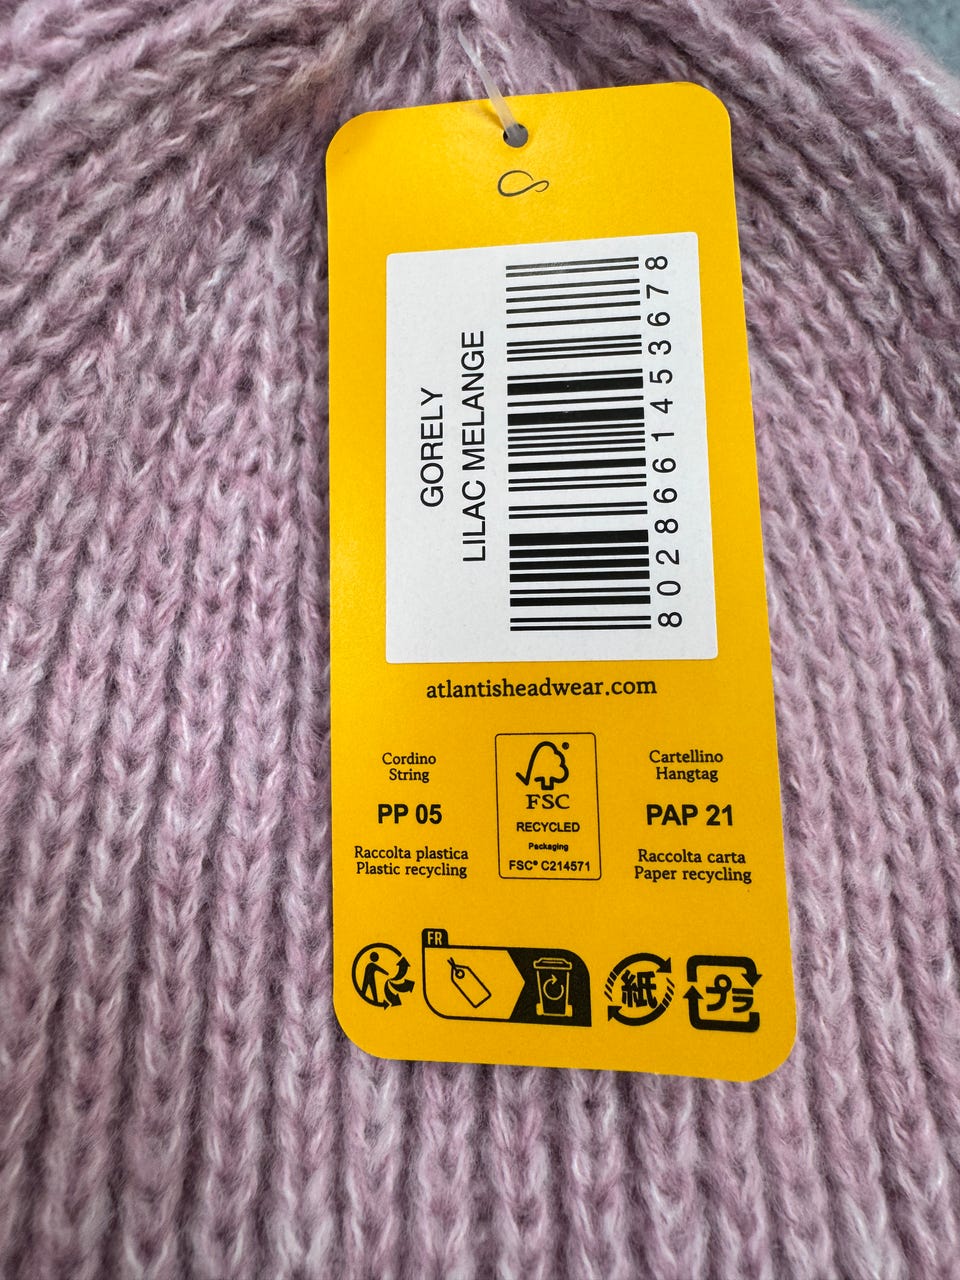 GORELY
LILAC MELANGE
8028661453678
atlantisheadwear.com
Cordino
String
PP 05
Raccolta plastica
Plastic recycling
FSC
RECYCLED
Packaging
FSC® C214571
Cartellino
Hangtag
PAP 21
Raccolta carta
Paper recycling
FR
紙
プラ